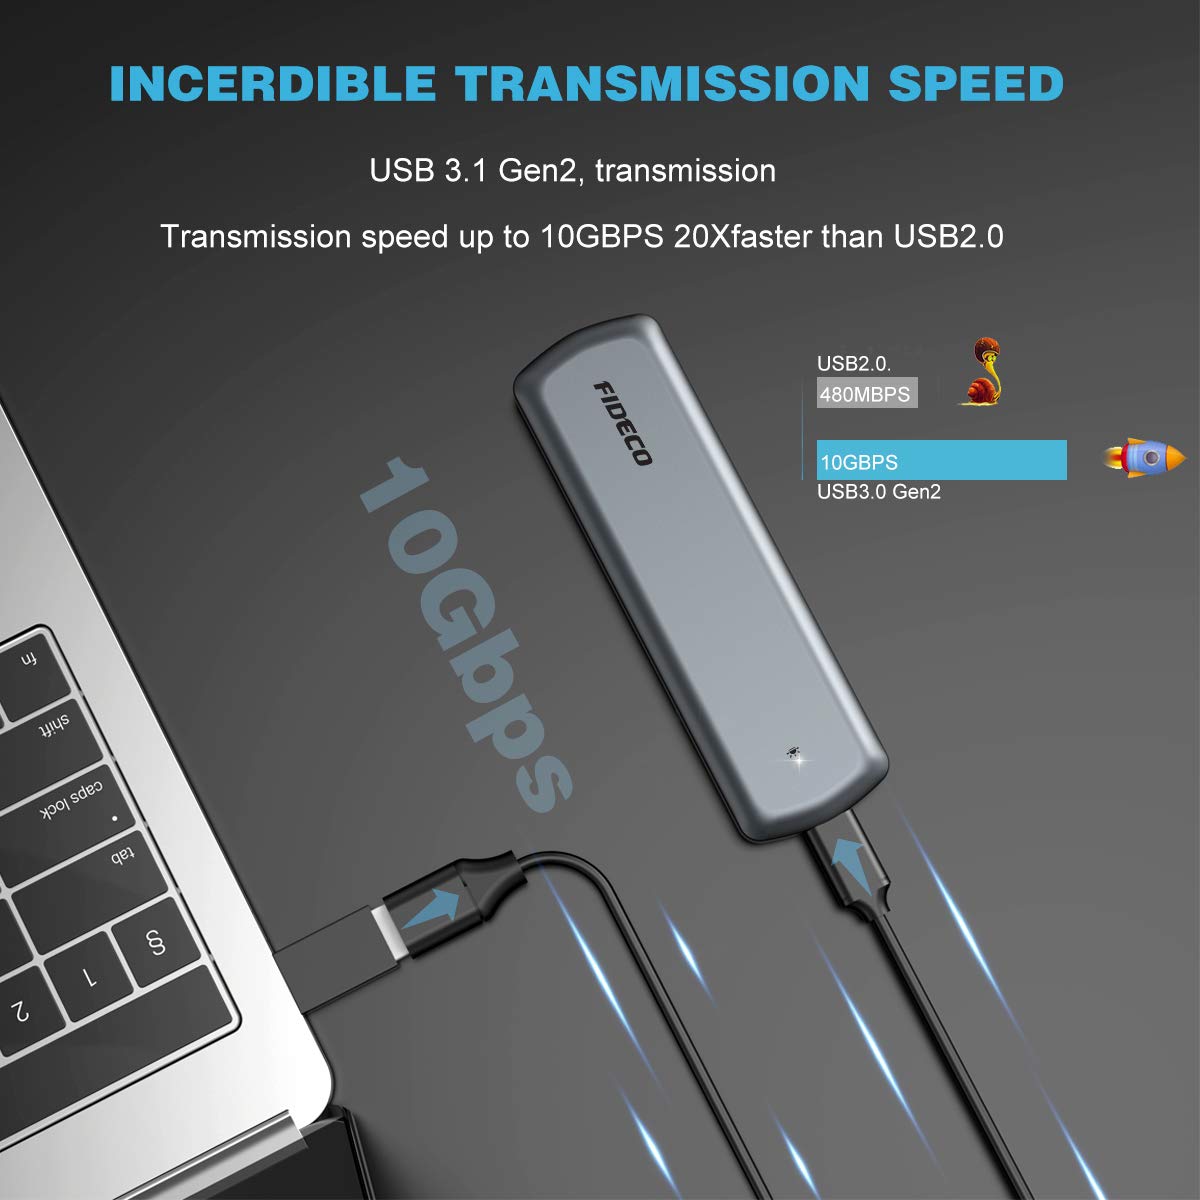 INCERDIBLE TRANSMISSION SPEED
USB 3.1 Gen2, transmission
Transmission speed up to 10GBPS 20Xfaster than USB2.0
USB2.0.
480MBPS
10GBPS
USB3.0 Gen2
FIDECO
10Gbps
fn
shift
caps lock
tab
§
1
2